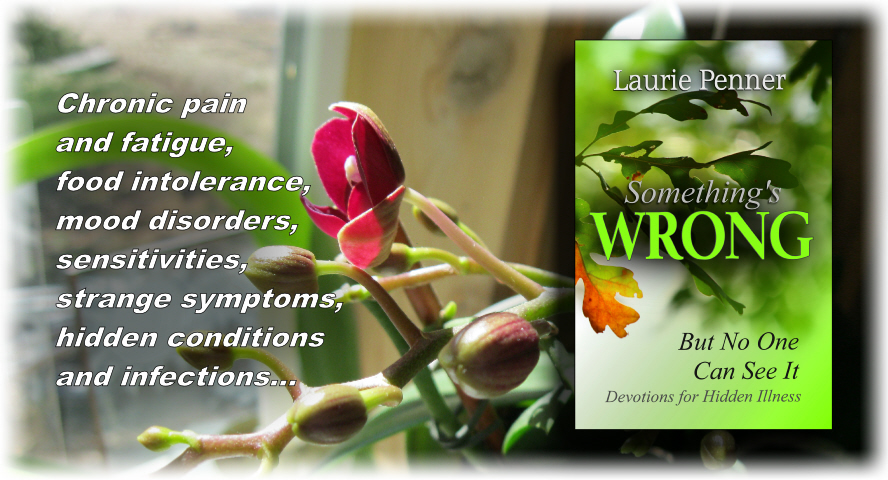 Chronic pain
and fatigue,
food intolerance,
mood disorders,
sensitivities,
strange symptoms,
hidden conditions
and infections...
Laurie Penner
Something's
WRONG
But No One
Can See It
Devotions for Hidden Illness